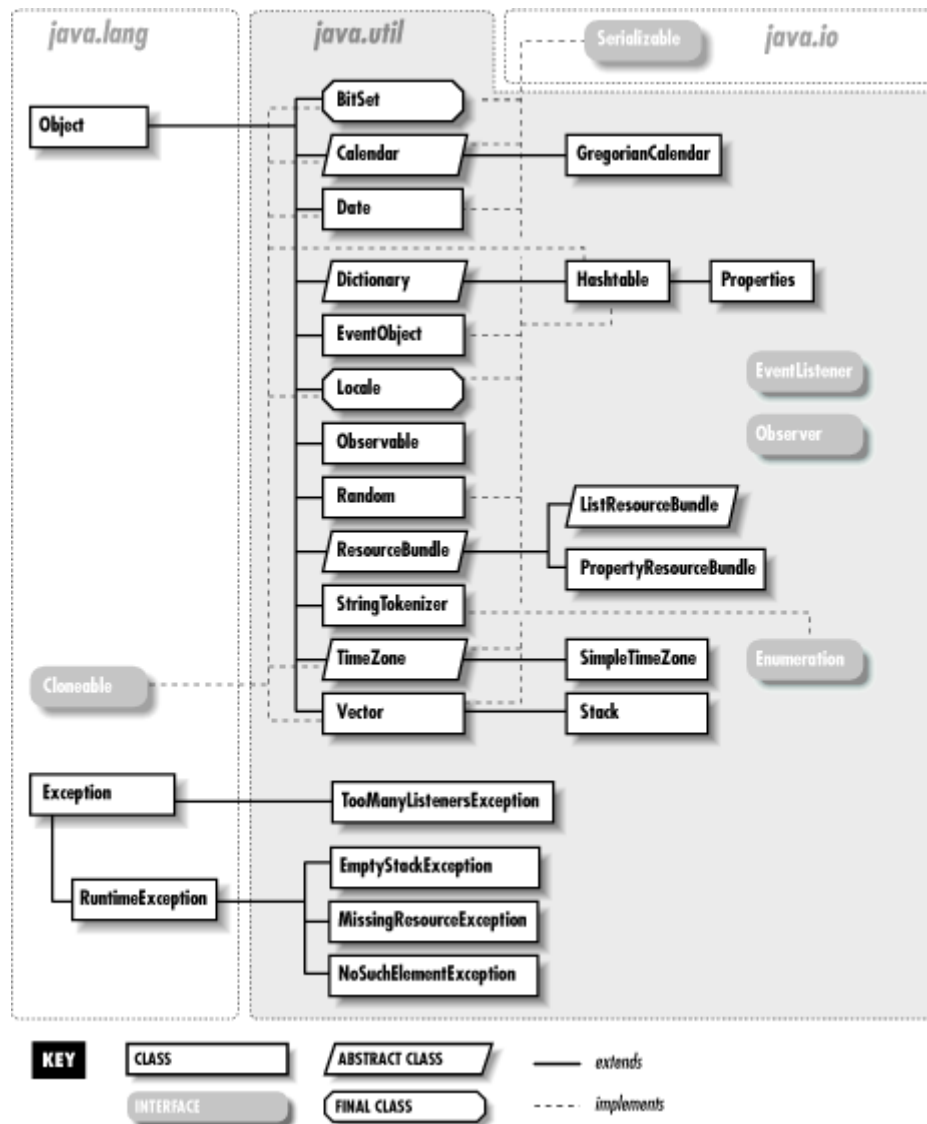 java.lang
java.util
Serializable
java.io
BitSet
Object
Calendar
GregorianCalendar
Date
Dictionary
Hashtable
Properties
EventObject
EventListener
Locale
Observer
Observable
Random
ListResourceBundle
ResourceBundle
PropertyResourceBundle
StringTokenizer
TimeZone
SimpleTimeZone
Enumeration
Cloneable
Vector
Stack
Exception
TooManyListenersException
EmptyStackException
RuntimeException
MissingResourceException
NoSuchElementException
KEY
CLASS
ABSTRACT CLASS
extends
INTERFACE
FINAL CLASS
implements